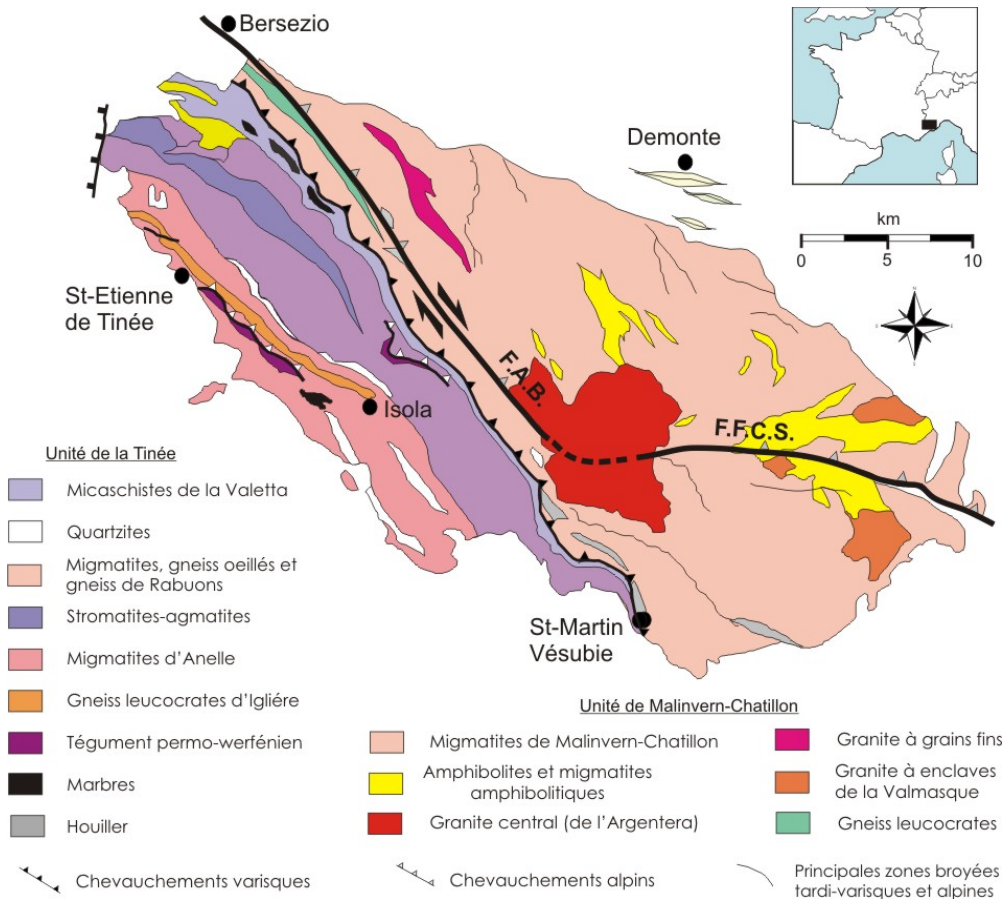 Bersezio
Demonte
km
0 5 10
St-Etienne
de Tinée
F.A.B.
Isola
F.F.C.S.
St-Martin
Vésubie
Unité de la Tinée
Micaschistes de la Valetta
Quartzites
Migmatites, gneiss oeillés et
gneiss de Rabuons
Stromatites-agmatites
Migmatites d'Anelle
Gneiss leucocrates d'Igliére
Tégument permo-werfénien
Marbres
Houiller
Unité de Malinvern-Chatillon
Migmatites de Malinvern-Chatillon
Amphibolites et migmatites
amphibolitiques
Granite central (de l'Argentera)
Granite à grains fins
Granite à enclaves
de la Valmasque
Gneiss leucocrates
Chevauchements varisques
Chevauchements alpins
Principales zones broyées
tardi-varisques et alpines